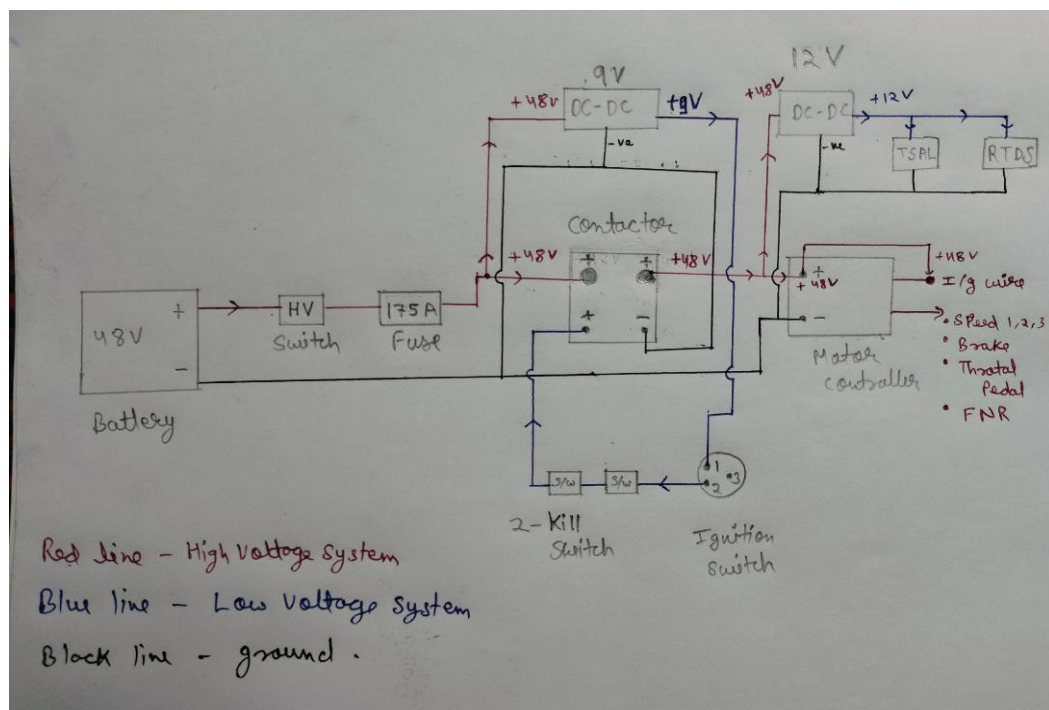 9V
12V
+48V
DC-DC
+9V
-ve
+48V
DC-DC
+12V
-ve
TSAL
RTDS
Contactor
+48V
+
+
+48V
+
-
+
+48V
-
+48V
I/g wire
• Speed 1,2,3
• Brake
• Thratal
Pedal
• FNR
Motor
controller
48V
+
-
Battery
HV
Switch
175A
Fuse
S/w
S/w
2-Kill
Switch
1
2
3
Ignition
switch
Red line - High Voltage System
Blue line - Low Voltage System
Black line - ground.